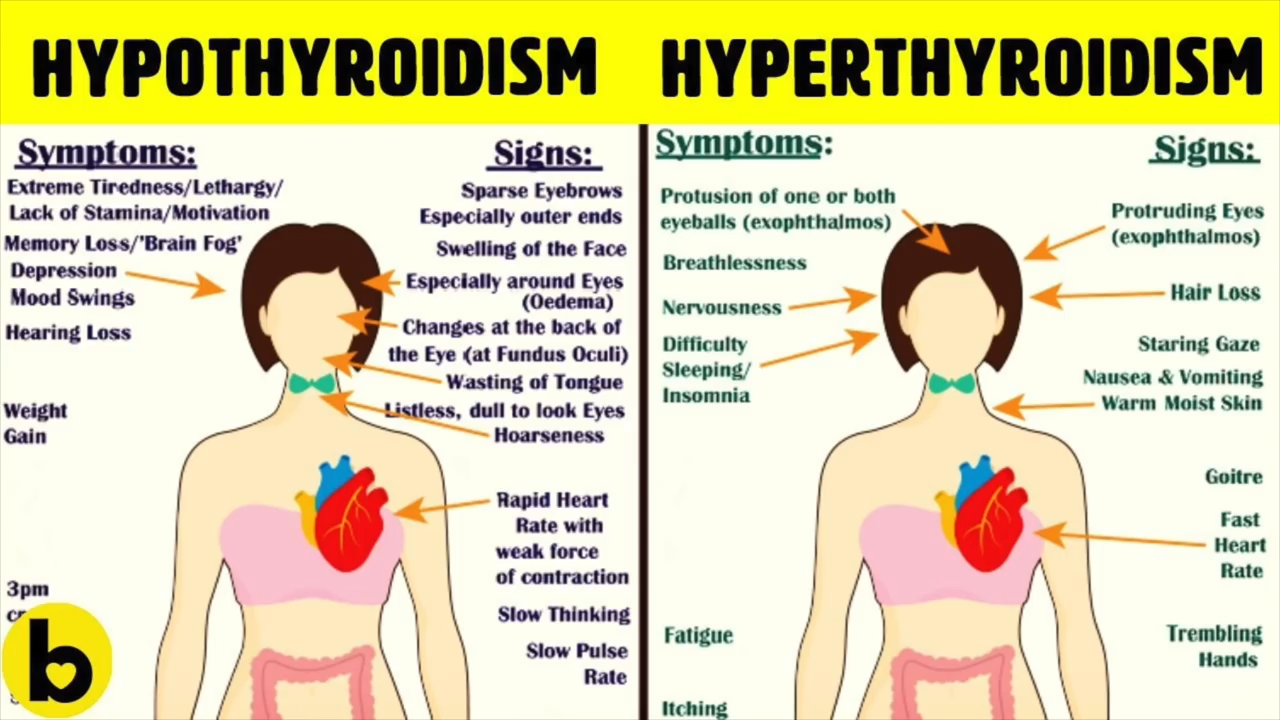 HYPOTHYROIDISM
Symptoms:
Extreme Tiredness/Lethargy/
Lack of Stamina/Motivation
Memory Loss/'Brain Fog'
Depression
Mood Swings
Hearing Loss
Weight
Gain
3pm
b
Signs:
Sparse Eyebrows
Especially outer ends
Swelling of the Face
Especially around Eyes
(Oedema)
Changes at the back of
the Eye (at Fundus Oculi)
Wasting of Tongue
Listless, dull to look Eyes
Hoarseness
Rapid Heart
Rate with
weak force
of contraction
Slow Thinking
Slow Pulse
Rate
HYPERTHYROIDISM
Symptoms:
Protusion of one or both
eyeballs (exophthalmos)
Breathlessness
Nervousness
Difficulty
Sleeping/
Insomnia
Fatigue
Itching
Signs:
Protruding Eyes
(exophthalmos)
Hair Loss
Staring Gaze
Nausea & Vomiting
Warm Moist Skin
Goitre
Fast
Heart
Rate
Trembling
Hands